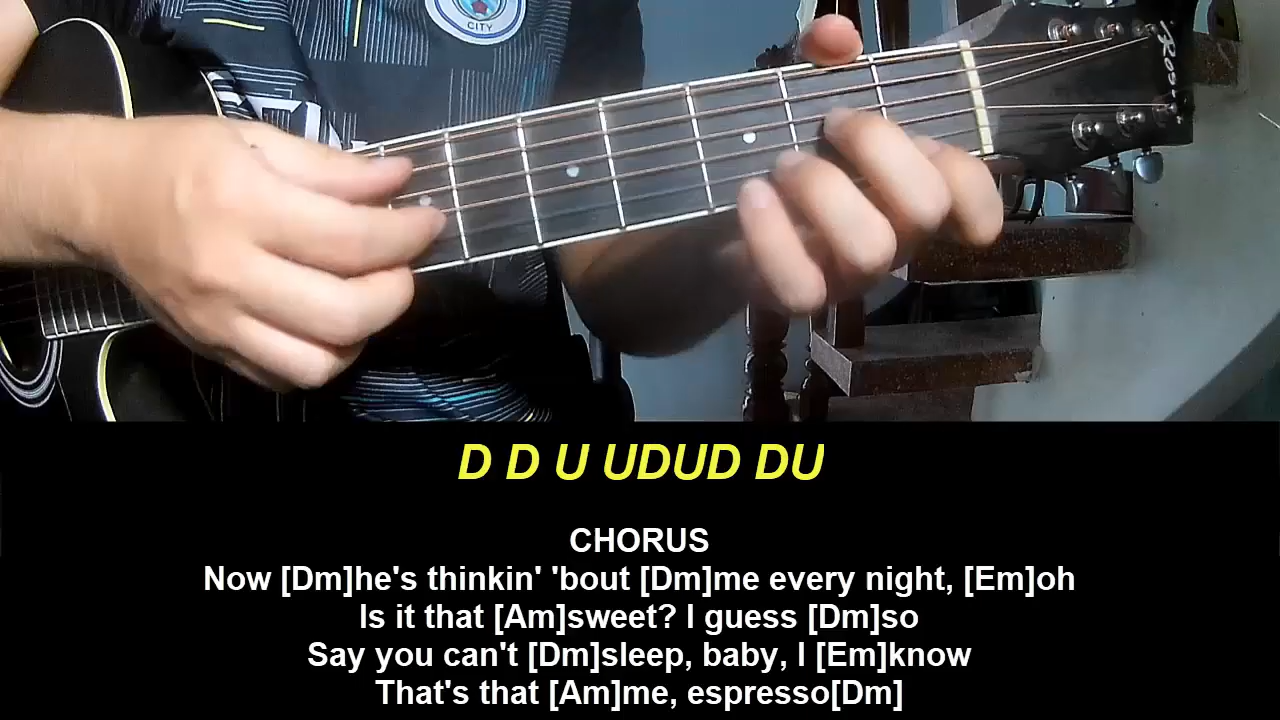 CITY
D D U UDUD DU
CHORUS
Now [Dm]he's thinkin' 'bout [Dm]me every night, [Em]oh
Is it that [Am]sweet? I guess [Dm]so
Say you can't [Dm]sleep, baby, I [Em]know
That's that [Am]me, espresso[Dm]